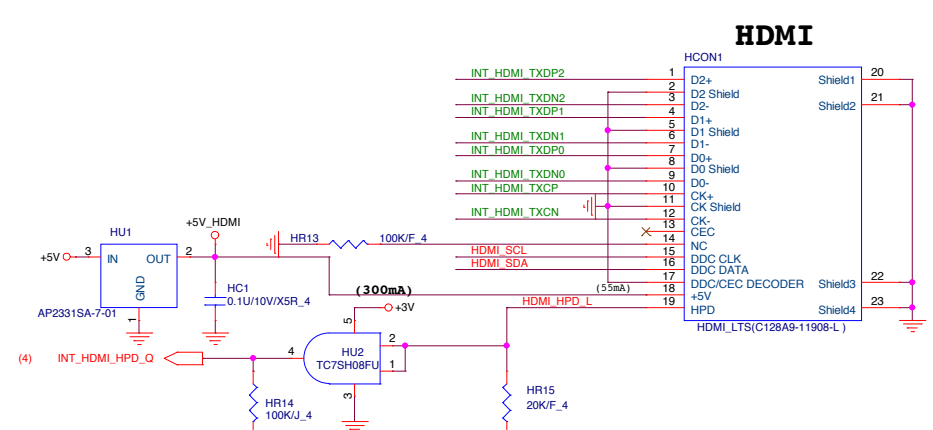 HDMI
HCON1
INT_HDMI_TXDP2 1 D2+ Shield1 20
2 D2 Shield
INT_HDMI_TXDN2 3 D2- Shield2 21
INT_HDMI_TXDP1 4 D1+
5 D1 Shield
INT_HDMI_TXDN1 6 D1-
INT_HDMI_TXDP0 7 D0+
8 D0 Shield
INT_HDMI_TXDN0 9 D0-
INT_HDMI_TXCP 10 CK+
11 CK Shield
INT_HDMI_TXCN 12 CK-
13 CEC
HR13 100K/F_4 14 NC
HDMI_SCL 15 DDC CLK
HDMI_SDA 16 DDC DATA
17 DDC/CEC DECODER Shield3 22
(55mA) 18 +5V
HDMI_HPD_L 19 HPD Shield4 23
HDMI_LTS(C128A9-11908-L )
+5V_HDMI
HU1
+5V 3 IN OUT 2
GND
1
AP2331SA-7-01
HC1
0.1U/10V/X5R_4
(300mA)
+3V
5
2
HU2
TC7SH08FU
4
1
3
(4) INT_HDMI_HPD_Q
HR14
100K/J_4
HR15
20K/F_4